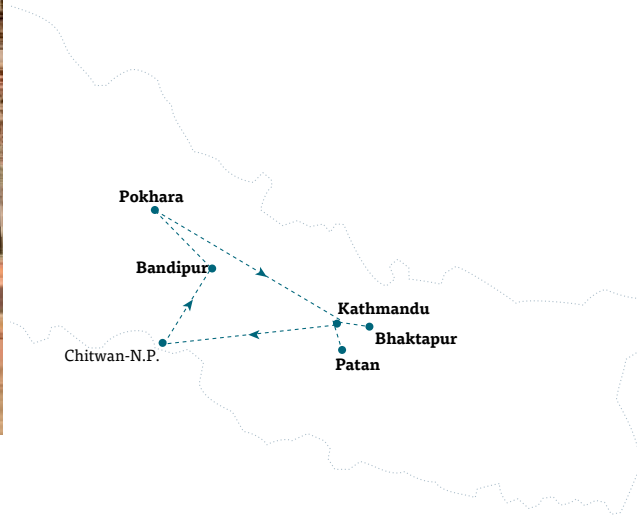 Pokhara
Bandipur
Kathmandu
Bhaktapur
Chitwan-N.P.
Patan